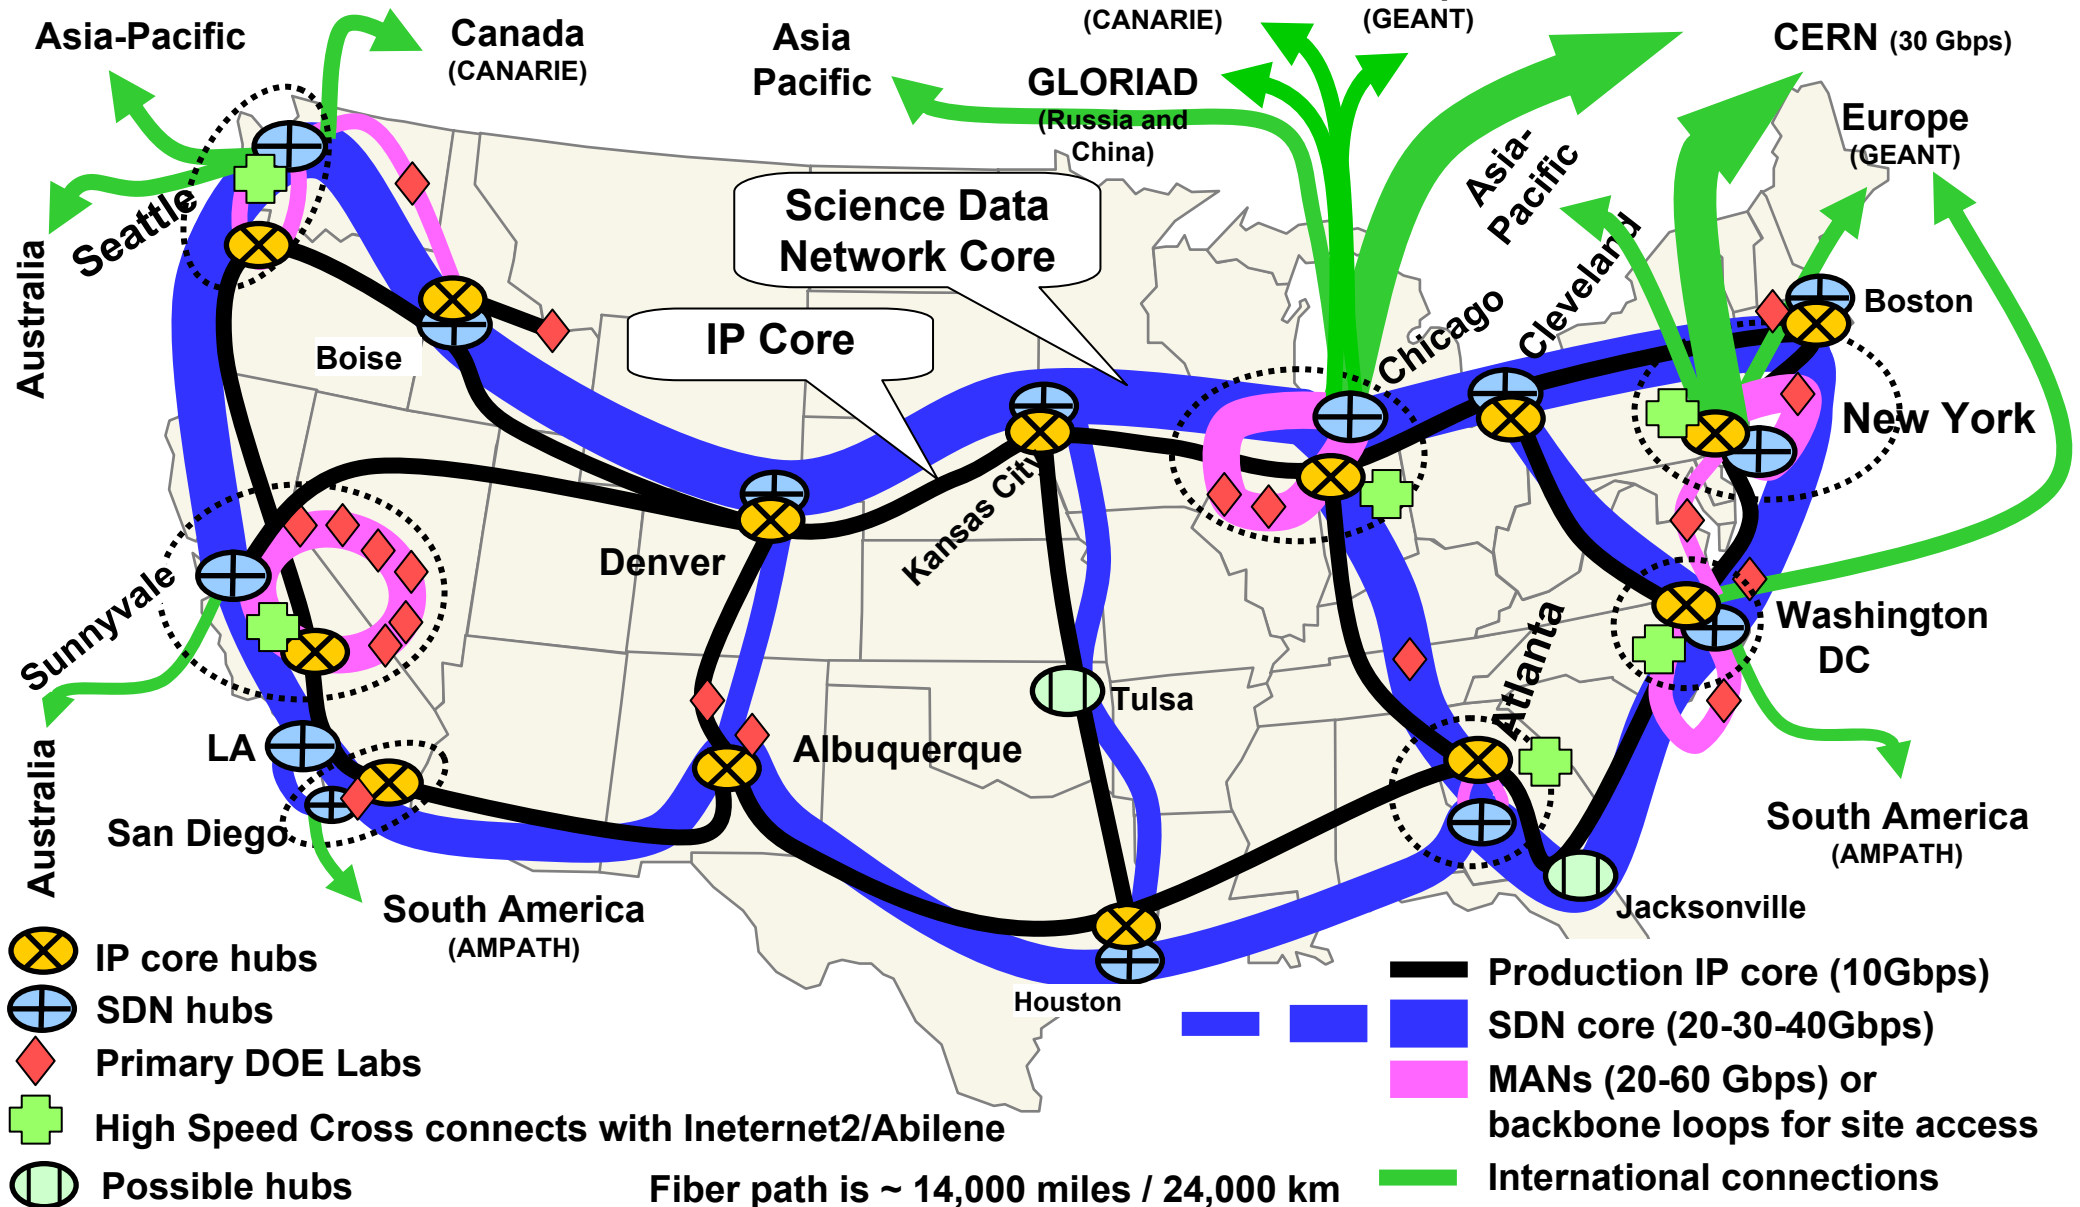 Asia-Pacific
Canada
(CANARIE)
Asia
Pacific
(CANARIE)
(GEANT)
GLORIAD
(Russia and
China)
CERN (30 Gbps)
Europe
(GEANT)
Asia-
Pacific
Seattle
Australia
Science Data
Network Core
IP Core
Boise
Chicago
Cleveland
Boston
New York
Denver
Kansas City
Sunnyvale
Washington
DC
Atlanta
Tulsa
LA
Albuquerque
San Diego
Australia
South America
(AMPATH)
South America
(AMPATH)
Jacksonville
Houston
IP core hubs
SDN hubs
Primary DOE Labs
High Speed Cross connects with Ineternet2/Abilene
Possible hubs
Fiber path is ~ 14,000 miles / 24,000 km
Production IP core (10Gbps)
SDN core (20-30-40Gbps)
MANs (20-60 Gbps) or
backbone loops for site access
International connections